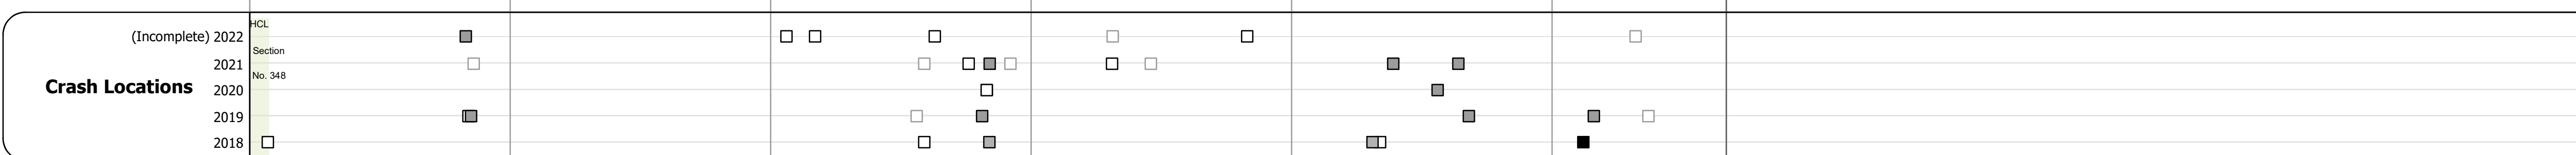 HCL
(Incomplete) 2022
Section
2021
No. 348
Crash Locations
2020
2019
2018